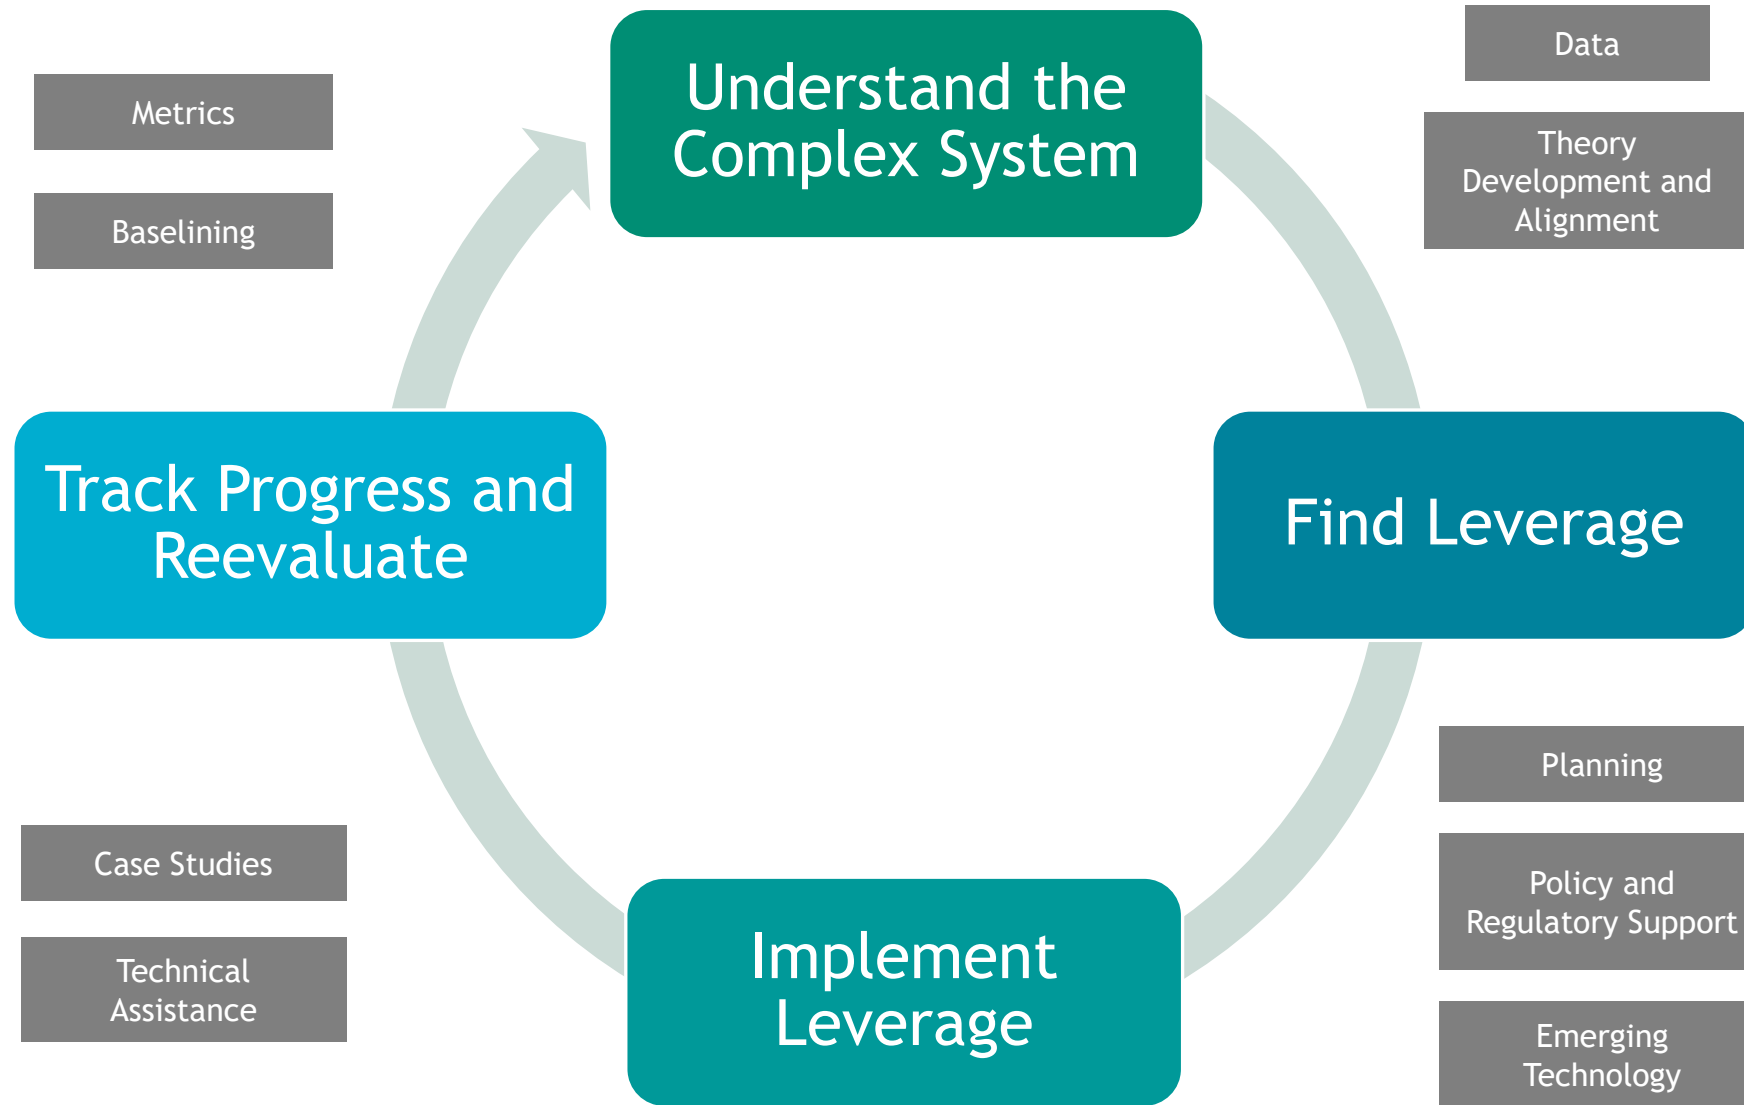 Understand the
Complex System
Data
Theory
Development and
Alignment
Find Leverage
Planning
Policy and
Regulatory Support
Emerging
Technology
Implement
Leverage
Case Studies
Technical
Assistance
Track Progress and
Reevaluate
Metrics
Baselining